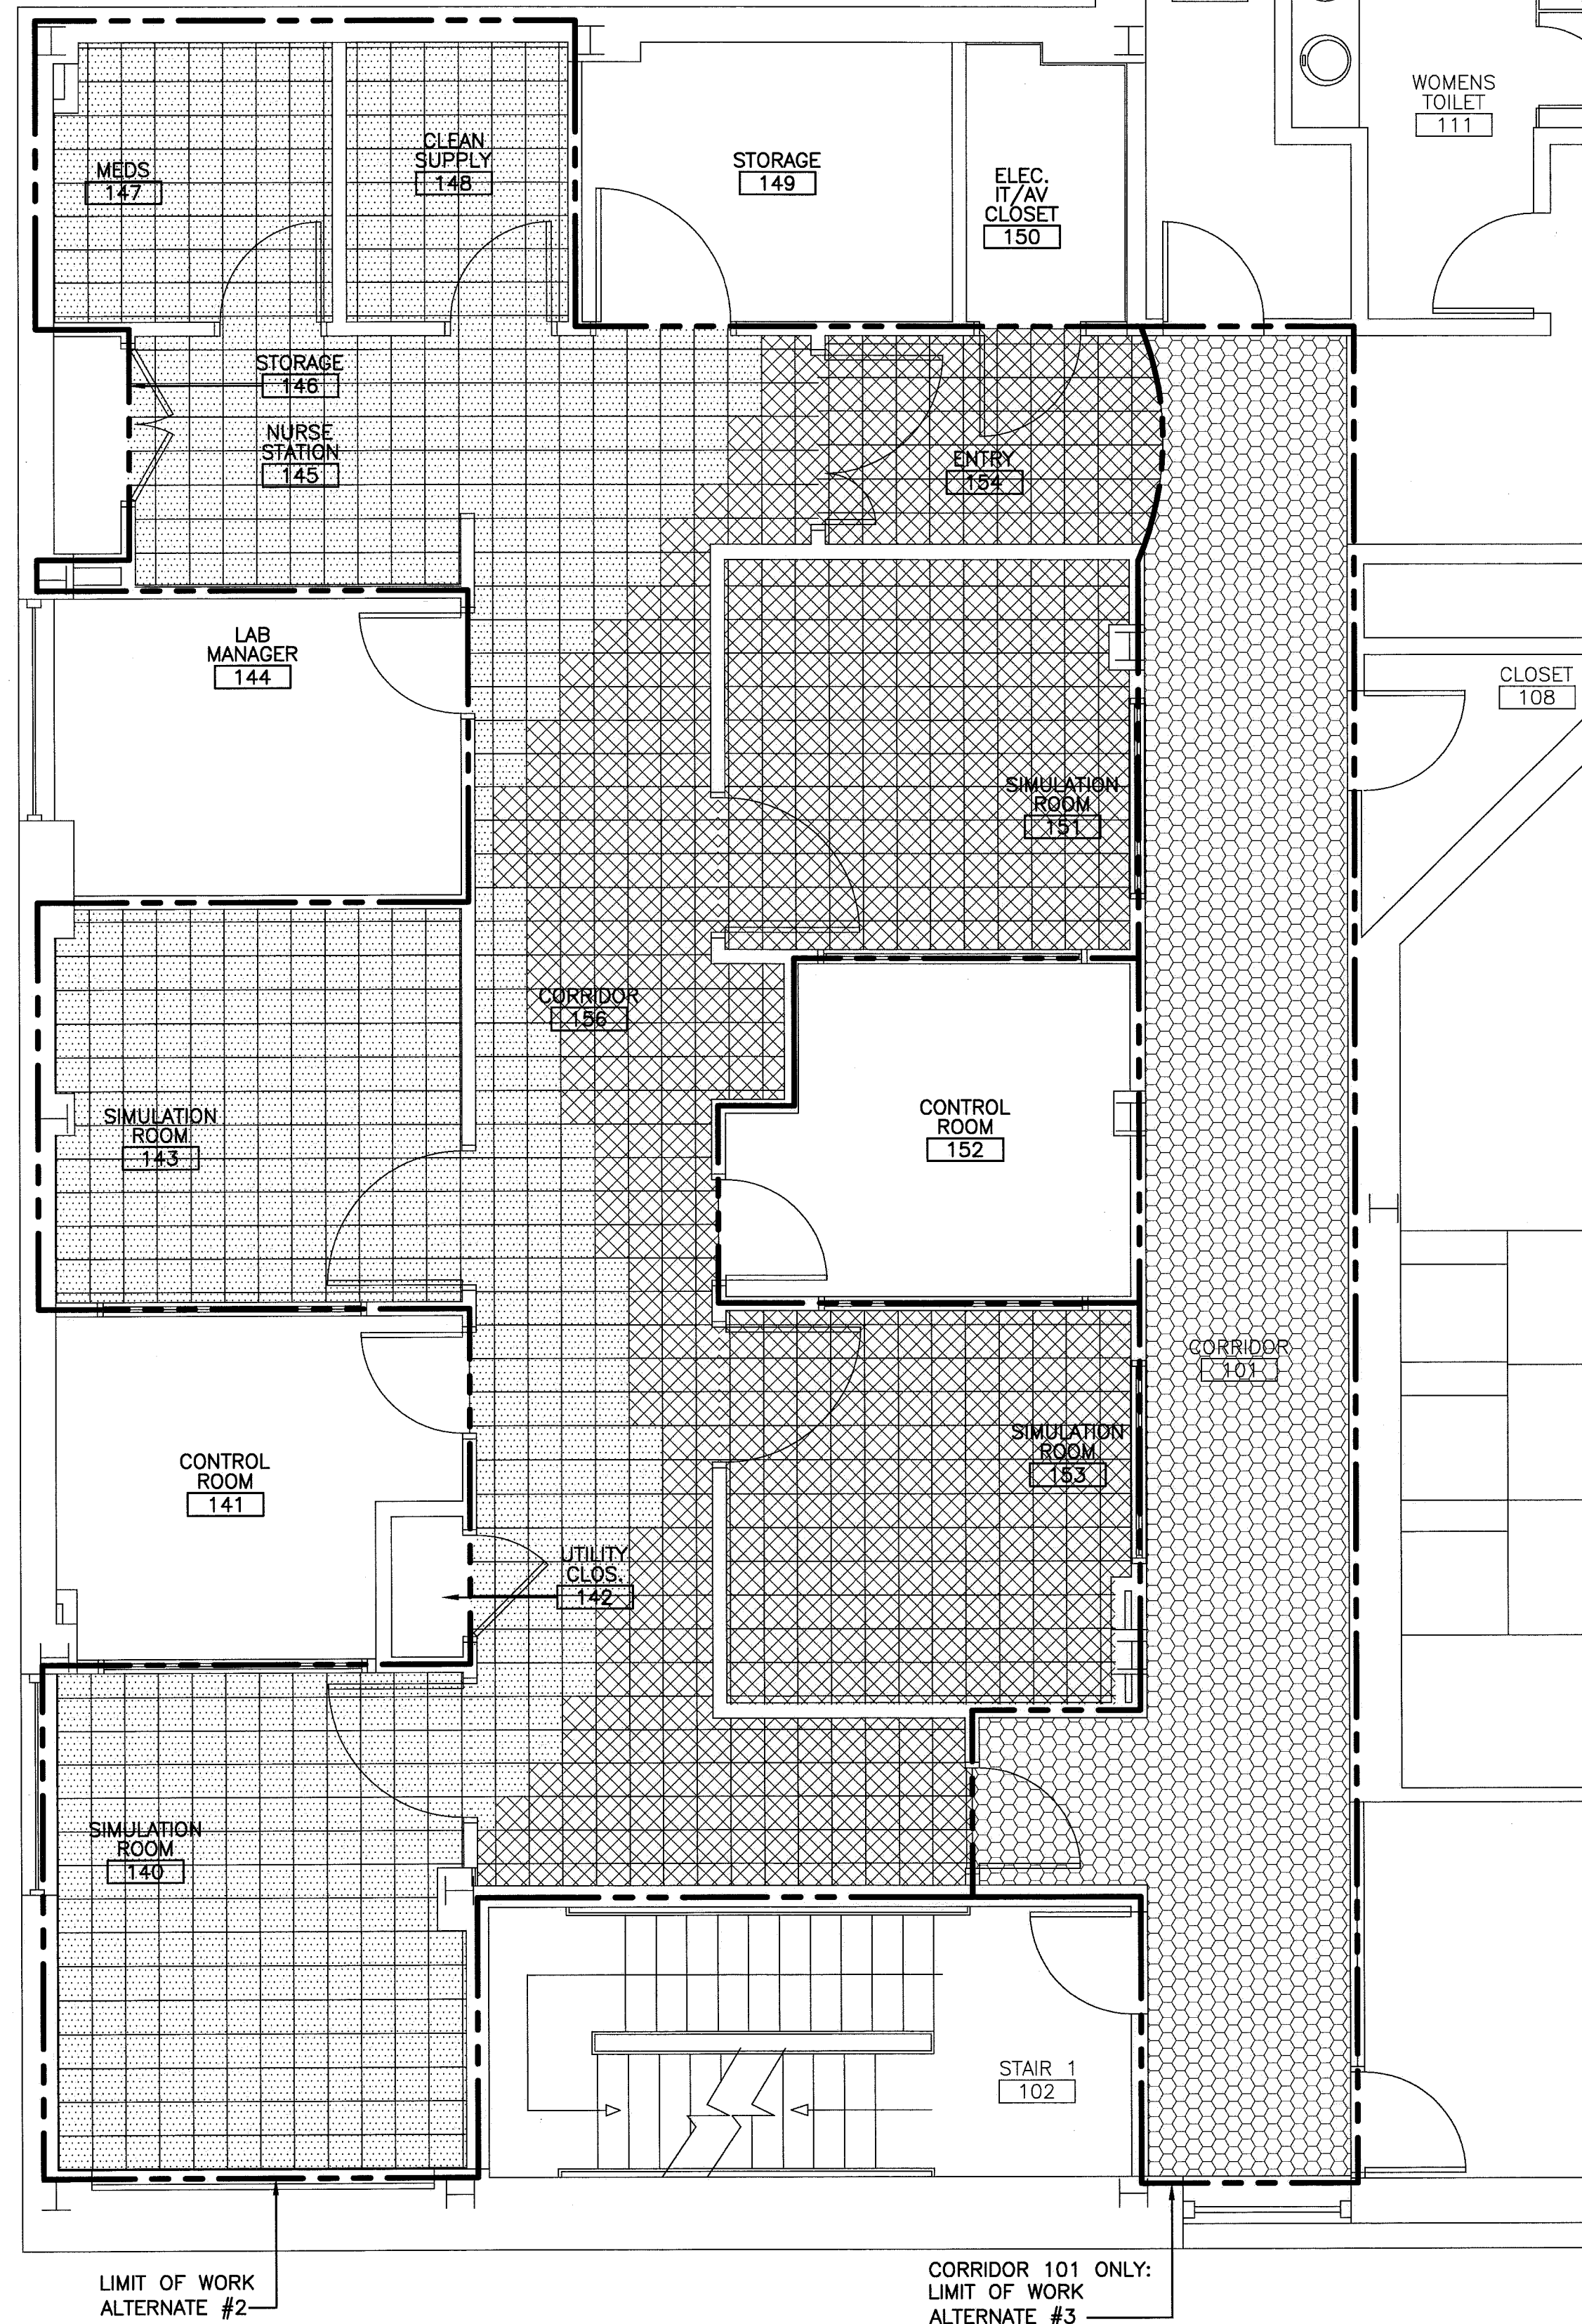 WOMENS
TOILET
111
MEDS
147
CLEAN
SUPPLY
148
STORAGE
149
ELEC.
IT/AV
CLOSET
150
STORAGE
146
NURSE
STATION
145
ENTRY
154
LAB
MANAGER
144
CLOSET
108
SIMULATION
ROOM
151
CORRIDOR
156
SIMULATION
ROOM
143
CONTROL
ROOM
152
CORRIDOR
101
CONTROL
ROOM
141
SIMULATION
ROOM
153
UTILITY
CLOS.
142
SIMULATION
ROOM
140
STAIR 1
102
LIMIT OF WORK
ALTERNATE #2
CORRIDOR 101 ONLY:
LIMIT OF WORK
ALTERNATE #3